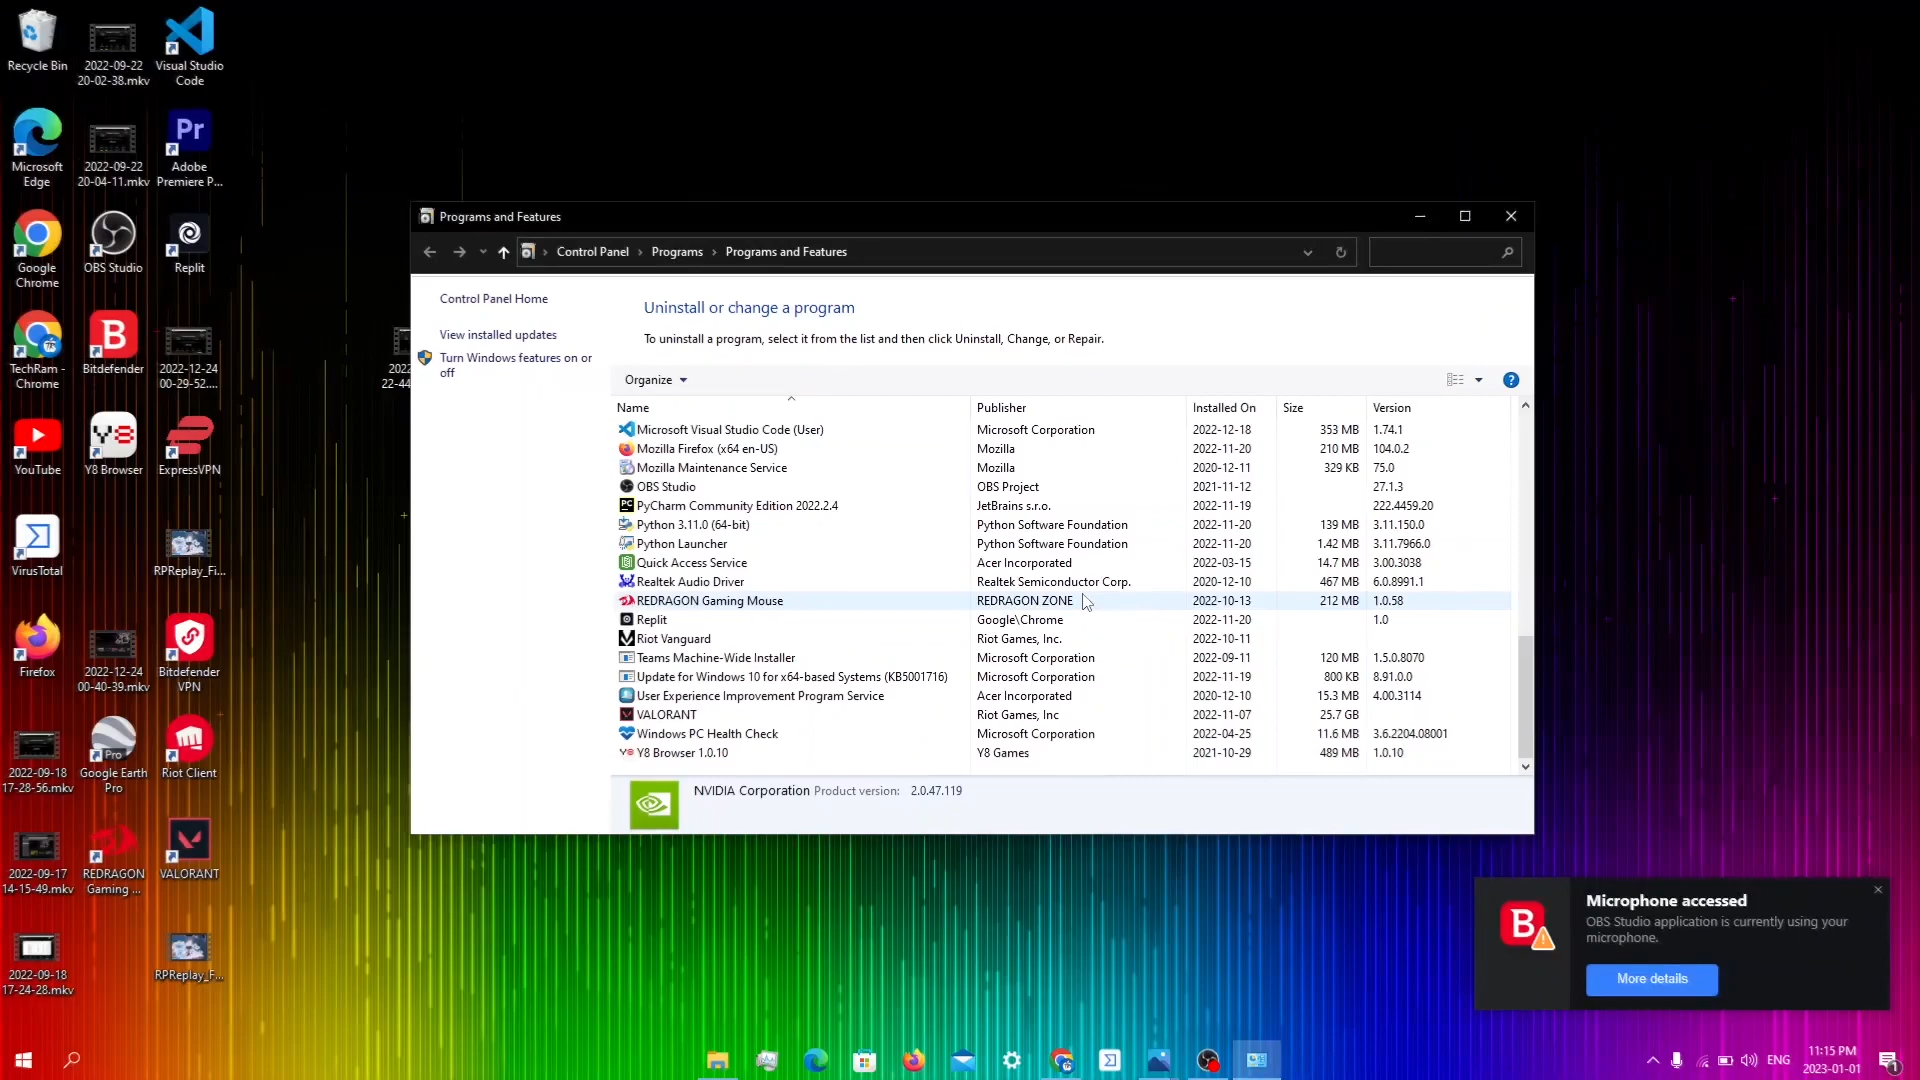 Recycle Bin
2022-09-22
20-02-38.mkv
Visual Studio
Code
Microsoft
Edge
2022-09-22
20-04-11.mkv
Pr
Adobe
Premiere P...
Google
Chrome
OBS Studio
Replit
TechRam -
Chrome
B
Bitdefender
2022-12-24
00-29-52....
202
22-44
YouTube
Y8
Y8 Browser
ExpressVPN
VirusTotal
RPReplay_Fi...
Firefox
2022-12-24
00-40-39.mkv
Bitdefender
VPN
2022-09-18
17-28-56.mkv
Pro
Google Earth
Pro
Riot Client
2022-09-17
14-15-49.mkv
REDRAGON
Gaming ...
VALORANT
2022-09-18
17-24-28.mkv
RPReplay_F...
Programs and Features
Control Panel > Programs > Programs and Features
Control Panel Home
View installed updates
Turn Windows features on or
off
Uninstall or change a program
To uninstall a program, select it from the list and then click Uninstall, Change, or Repair.
Organize
?
Name Publisher Installed On Size Version
Microsoft Visual Studio Code (User) Microsoft Corporation 2022-12-18 353 MB 1.74.1
Mozilla Firefox (x64 en-US) Mozilla 2022-11-20 210 MB 104.0.2
Mozilla Maintenance Service Mozilla 2020-12-11 329 KB 75.0
OBS Studio OBS Project 2021-11-12 27.1.3
PC PyCharm Community Edition 2022.2.4 JetBrains s.r.o. 2022-11-19 222.4459.20
Python 3.11.0 (64-bit) Python Software Foundation 2022-11-20 139 MB 3.11.150.0
Python Launcher Python Software Foundation 2022-11-20 1.42 MB 3.11.7966.0
Quick Access Service Acer Incorporated 2022-03-15 14.7 MB 3.00.3038
Realtek Audio Driver Realtek Semiconductor Corp. 2020-12-10 467 MB 6.0.8991.1
REDRAGON Gaming Mouse REDRAGON ZONE 2022-10-13 212 MB 1.0.58
Replit Google\Chrome 2022-11-20 1.0
Riot Vanguard Riot Games, Inc. 2022-10-11
Teams Machine-Wide Installer Microsoft Corporation 2022-09-11 120 MB 1.5.0.8070
Update for Windows 10 for x64-based Systems (KB5001716) Microsoft Corporation 2022-11-19 800 KB 8.91.0.0
User Experience Improvement Program Service Acer Incorporated 2020-12-10 15.3 MB 4.00.3114
VALORANT Riot Games, Inc 2022-11-07 25.7 GB
Windows PC Health Check Microsoft Corporation 2022-04-25 11.6 MB 3.6.2204.08001
Y8 Y8 Browser 1.0.10 Y8 Games 2021-10-29 489 MB 1.0.10
NVIDIA Corporation Product version: 2.0.47.119
B
Microphone accessed
OBS Studio application is currently using your
microphone.
More details
ENG
11:15 PM
2023-01-01
1